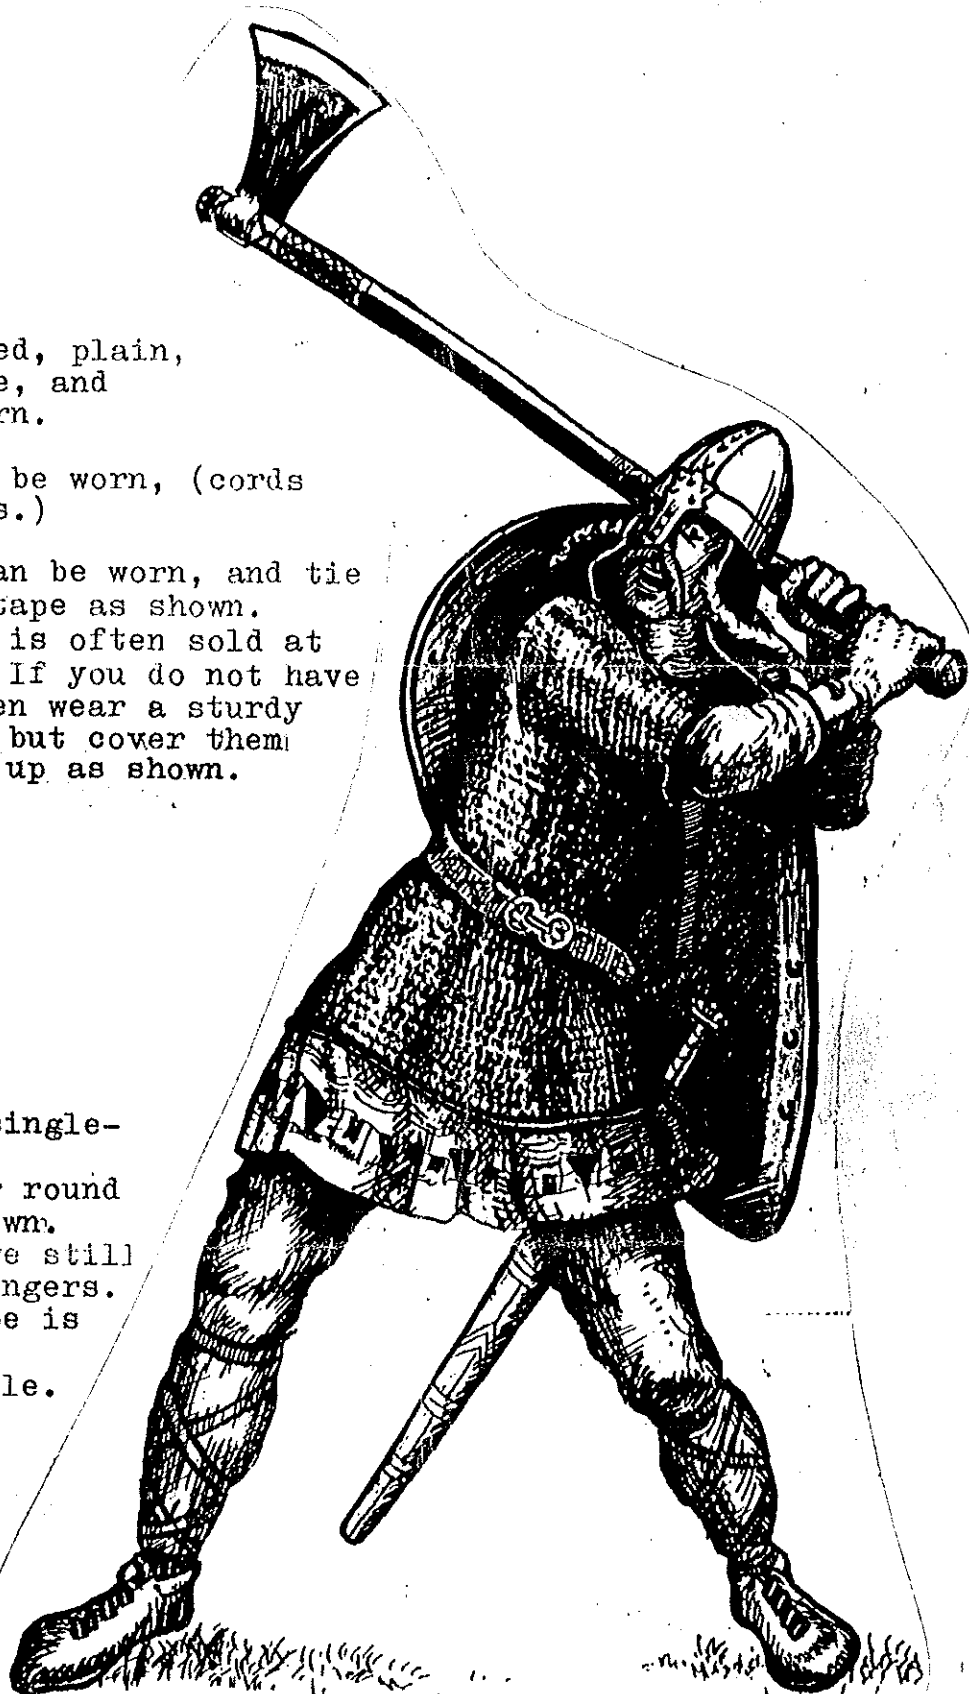 ed, plain,
e, and
rn.
be worn, (cords
s.)
an be worn, and tie
tape as shown.
is often sold at
If you do not have
en wear a sturdy
but cover them
up as shown.
single-
r round
wn.
e still
ngers.
e is
le.